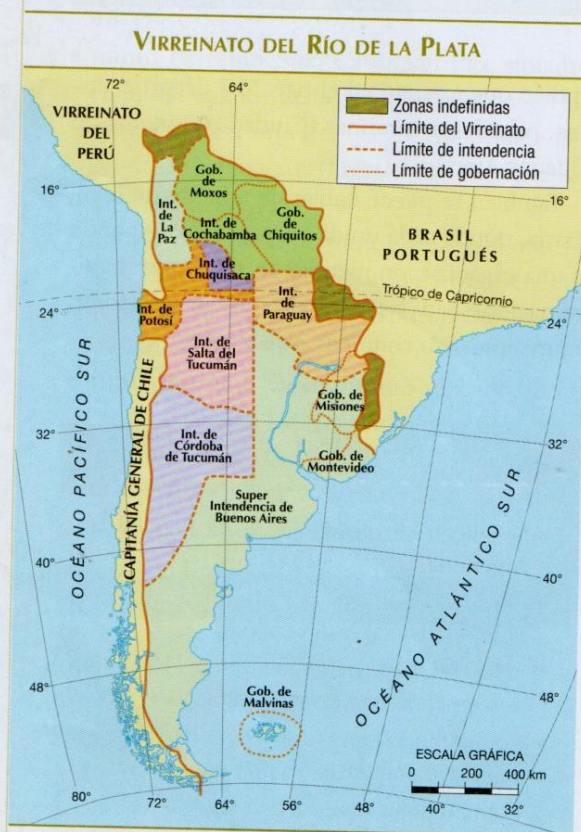 VIRREINATO DEL RÍO DE LA PLATA
72°
64°
Zonas indefinidas
Límite del Virreinato
Límite de intendencia
Límite de gobernación
VIRREINATO
DEL
PERÚ
16°
16°
Gob.
de
Moxos
Int.
de
La
Paz
Int. de
Cochabamba
Gob.
de
Chiquitos
BRASIL
PORTUGUÉS
Int. de
Chuquisaca
Int.
de
Paraguay
Trópico de Capricornio
24°
24°
Int. de
Potosí
Int. de
Salta del
Tucumán
Gob. de
Misiones
32°
32°
Int. de
Córdoba
de Tucumán
Gob. de
Montevideo
Super
Intendencia de
Buenos Aires
OCÉANO PACÍFICO SUR
CAPITANÍA GENERAL DE CHILE
OCÉANO ATLÁNTICO SUR
40°
40°
48°
48°
Gob. de
Malvinas
ESCALA GRÁFICA
0 200 400 km
80°
72°
64°
56°
48°
40°
32°